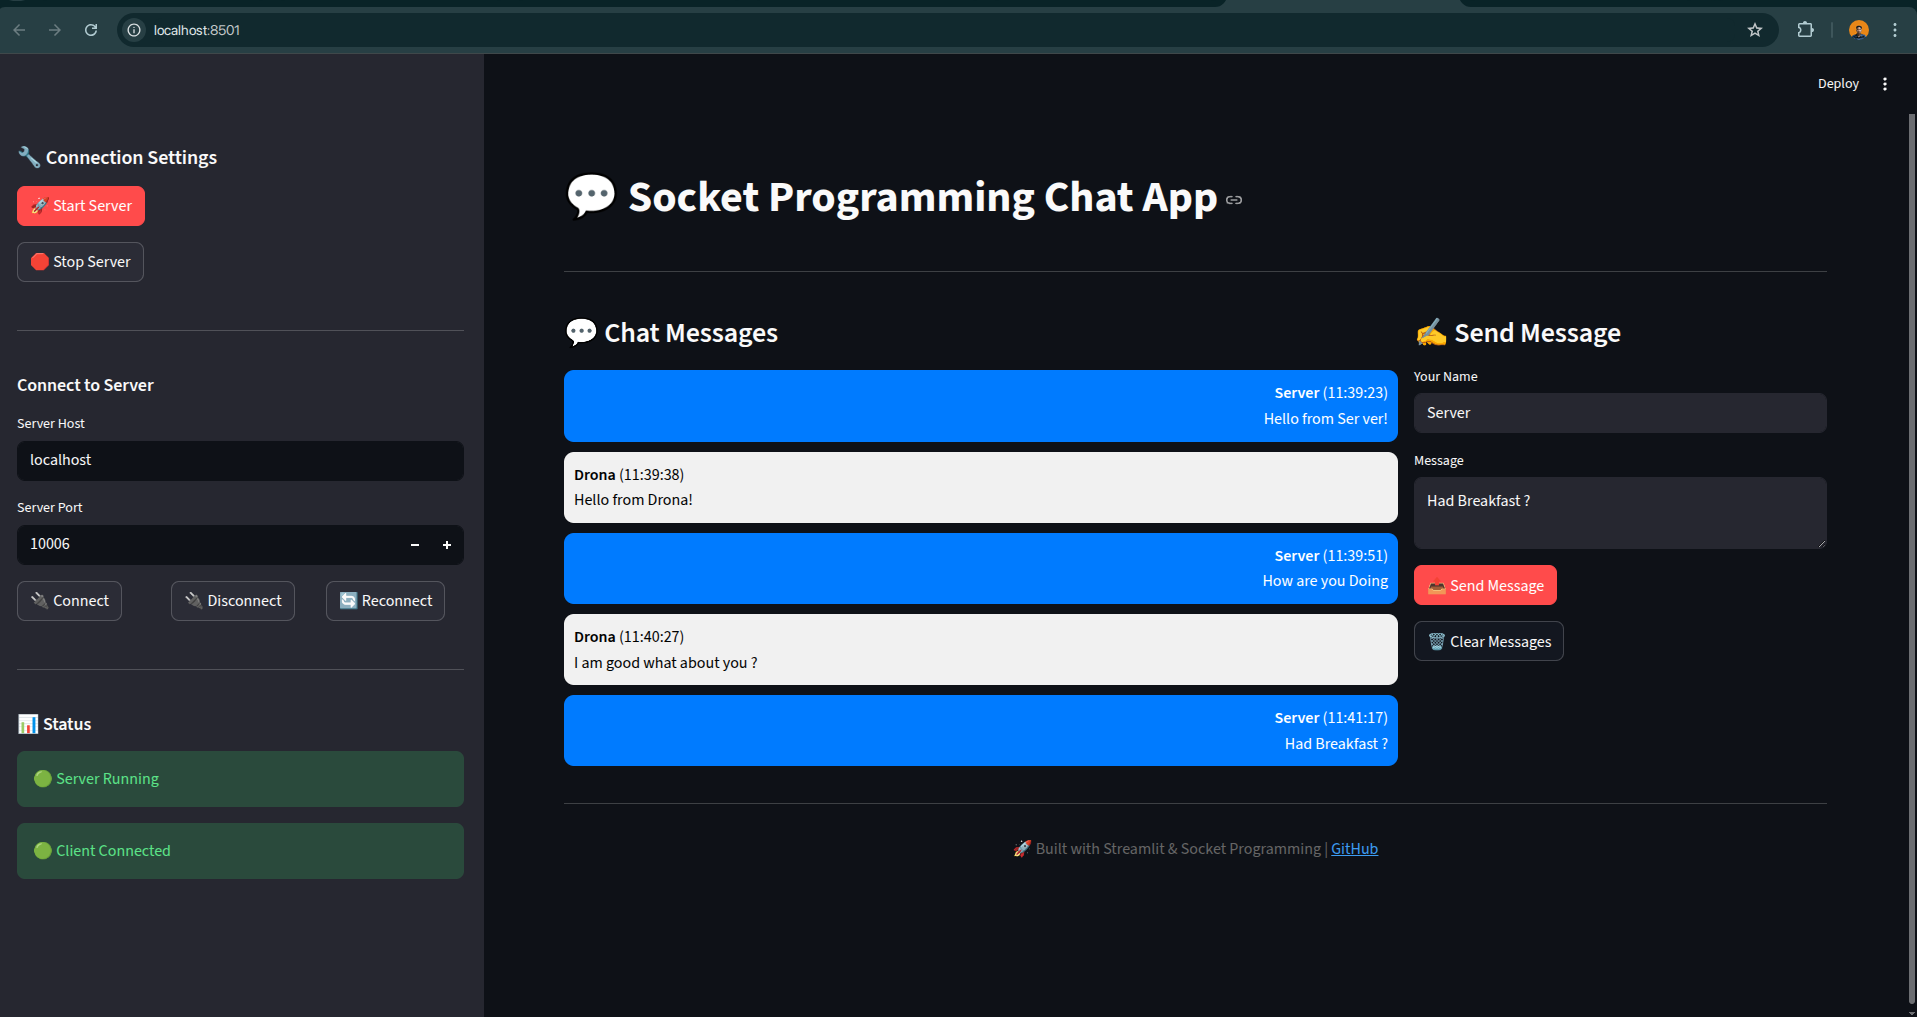 localhost:8501
Deploy
🔧 Connection Settings
🚀 Start Server
🛑 Stop Server
Connect to Server
Server Host
localhost
Server Port
10006
🔌 Connect
🔌 Disconnect
🔄 Reconnect
📊 Status
🟢 Server Running
🟢 Client Connected
💬 Socket Programming Chat App
💬 Chat Messages
Server (11:39:23)
Hello from Ser ver!
Drona (11:39:38)
Hello from Drona!
Server (11:39:51)
How are you Doing
Drona (11:40:27)
I am good what about you ?
Server (11:41:17)
Had Breakfast ?
✍️ Send Message
Your Name
Server
Message
Had Breakfast ?
📤 Send Message
🗑️ Clear Messages
🚀 Built with Streamlit & Socket Programming | GitHub